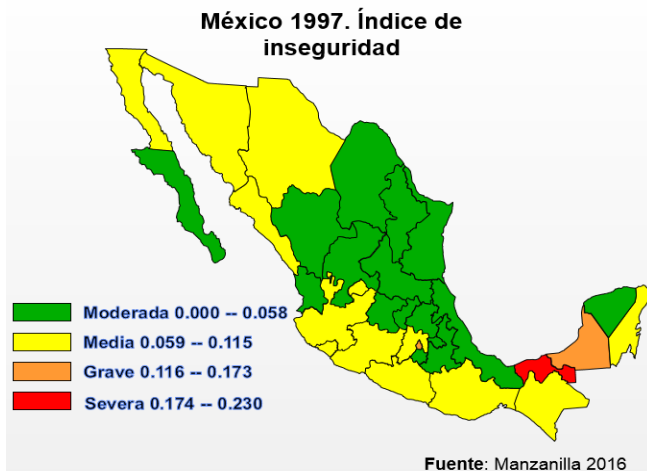 México 1997. Índice de
inseguridad
Moderada 0.000 -- 0.058
Media 0.059 -- 0.115
Grave 0.116 -- 0.173
Severa 0.174 -- 0.230
Fuente: Manzanilla 2016